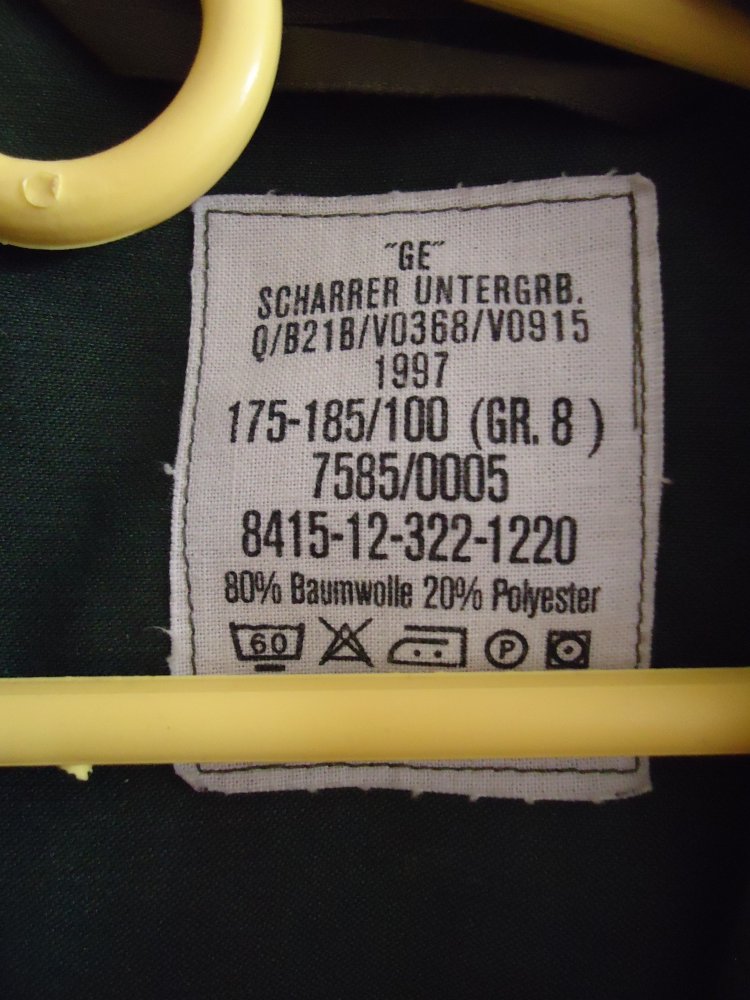 "GE"
SCHARRER UNTERGRB.
Q/B21B/V0368/V0915
1997
175-185/100 (GR. 8 )
7585/0005
8415-12-322-1220
80% Baumwolle 20% Polyester
60 P